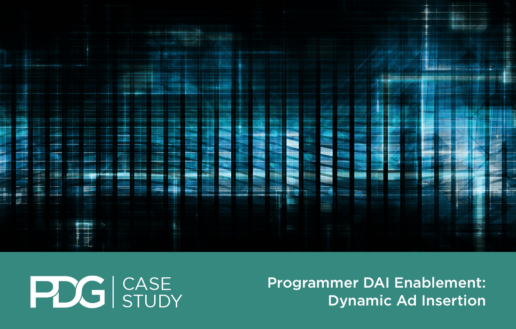 PDG
CASE
STUDY
Programmer DAI Enablement:
Dynamic Ad Insertion